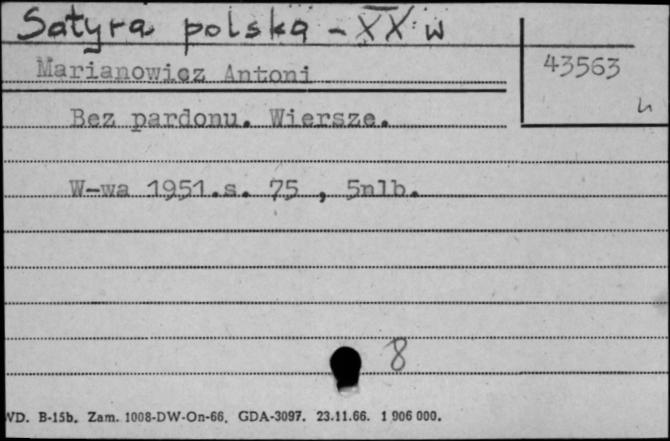 Satyra polska - XX w
Marianowicz Antoni
43563
Bez pardonu. Wiersze.
W-wa 1951.s. 75 , 5nlb.
8
WD. B-15b. Zam. 1008-DW-On-66. GDA-3097. 23.11.66. 1 906 000.